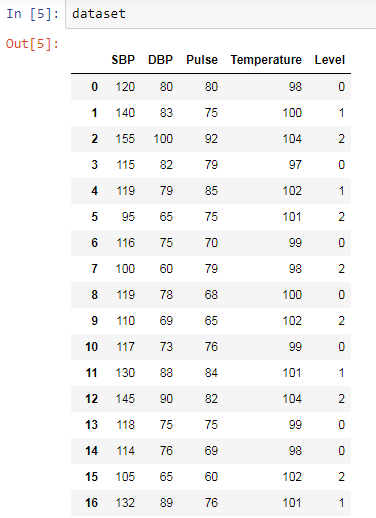 In [5]: dataset
Out[5]:
SBP DBP Pulse Temperature Level
0 120 80 80 98 0
1 140 83 75 100 1
2 155 100 92 104 2
3 115 82 79 97 0
4 119 79 85 102 1
5 95 65 75 101 2
6 116 75 70 99 0
7 100 60 79 98 2
8 119 78 68 100 0
9 110 69 65 102 2
10 117 73 76 99 0
11 130 88 84 101 1
12 145 90 82 104 2
13 118 75 75 99 0
14 114 76 69 98 0
15 105 65 60 102 2
16 132 89 76 101 1